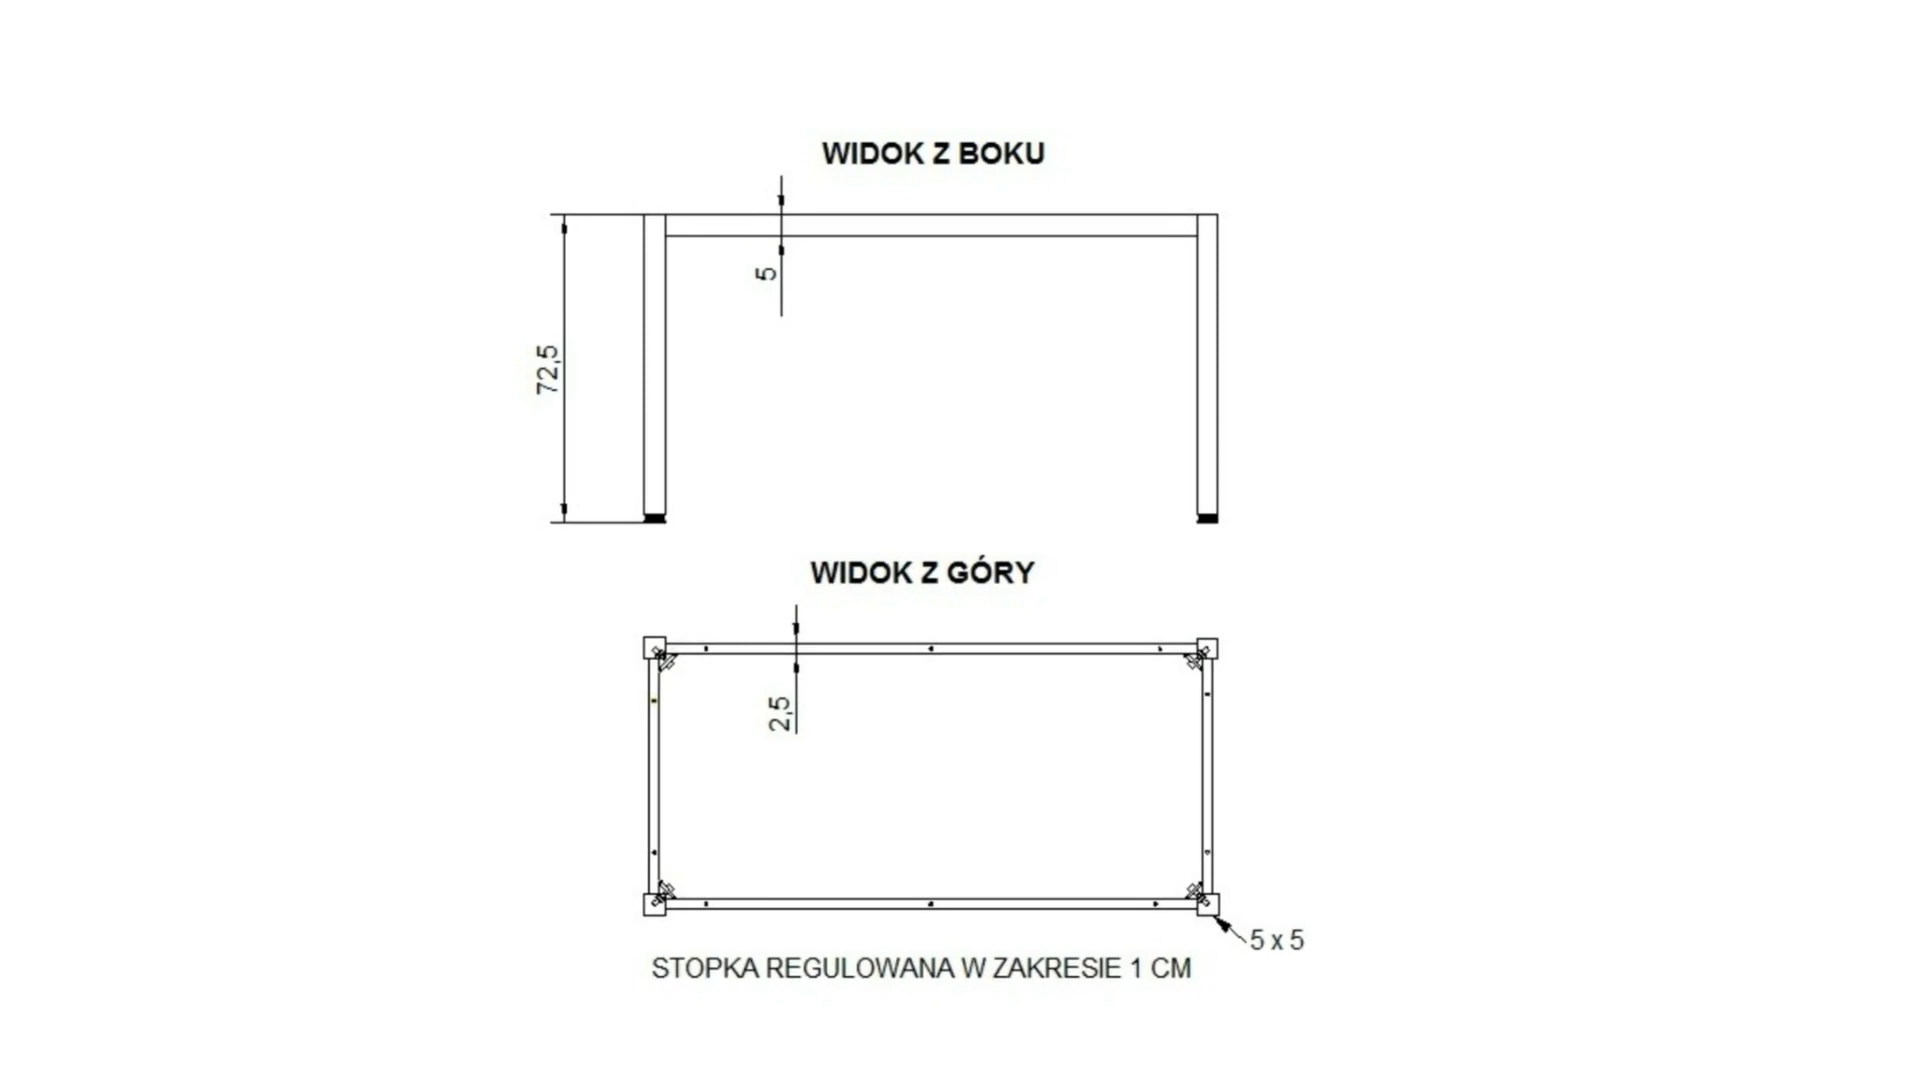 WIDOK Z BOKU
5
72,5
WIDOK Z GÓRY
2,5
5 x 5
STOPKA REGULOWANA W ZAKRESIE 1 CM